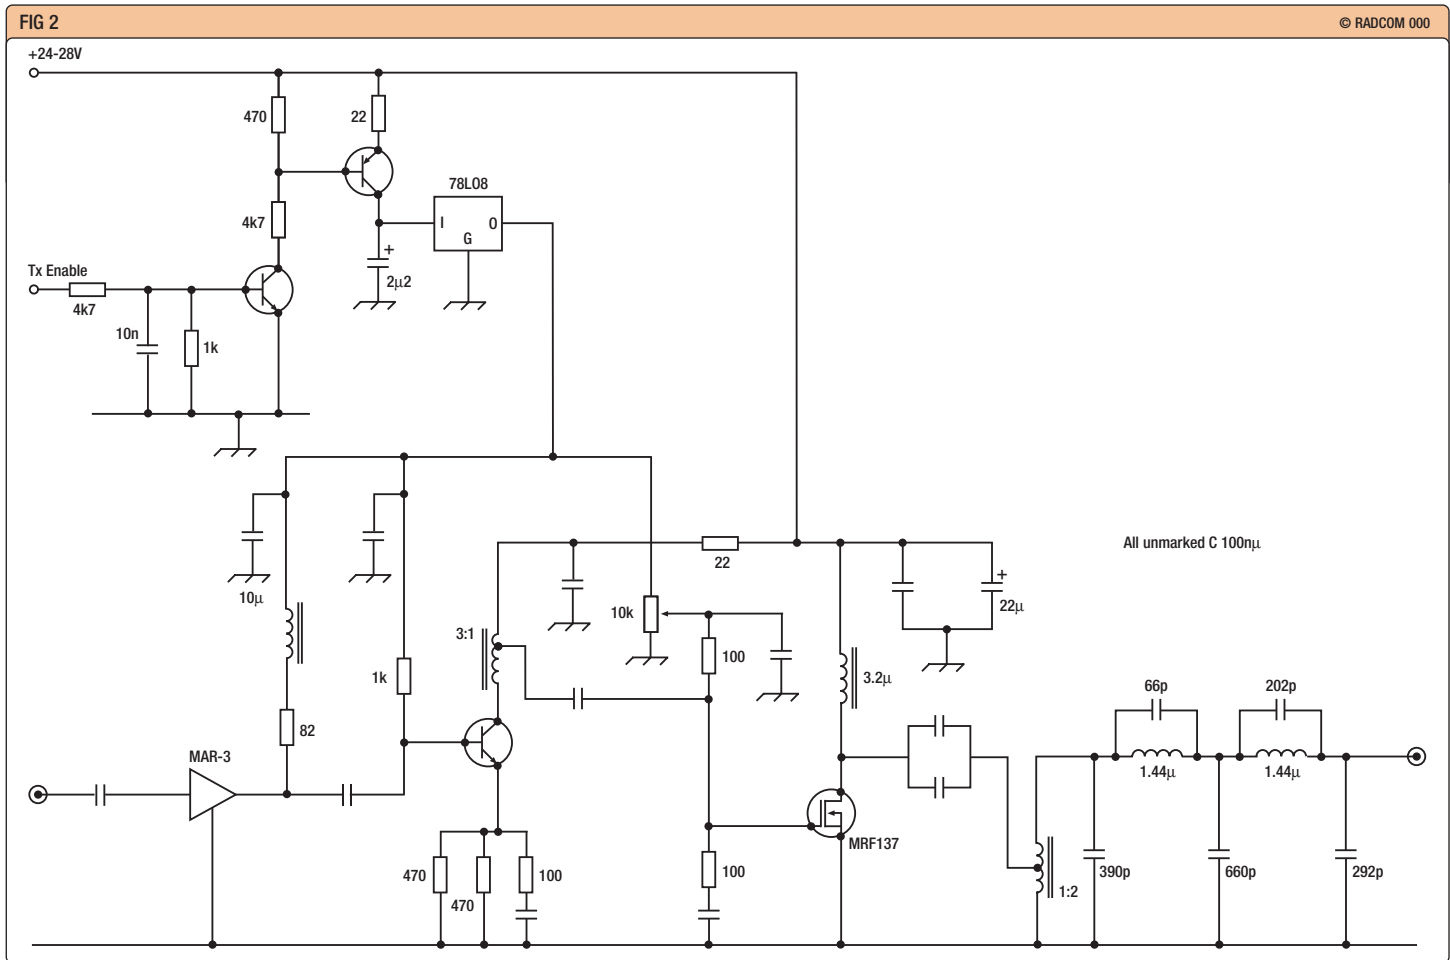 FIG 2
© RADCOM 000
+24-28V
470
22
78L08
4k7
I
O
G
+
2µ2
Tx Enable
4k7
10n
1k
10µ
All unmarked C 100nµ
22
+
22µ
10k
3:1
100
1k
3.2µ
82
66p
202p
MAR-3
1.44µ
1.44µ
MRF137
470
470
100
100
1:2
390p
660p
292p